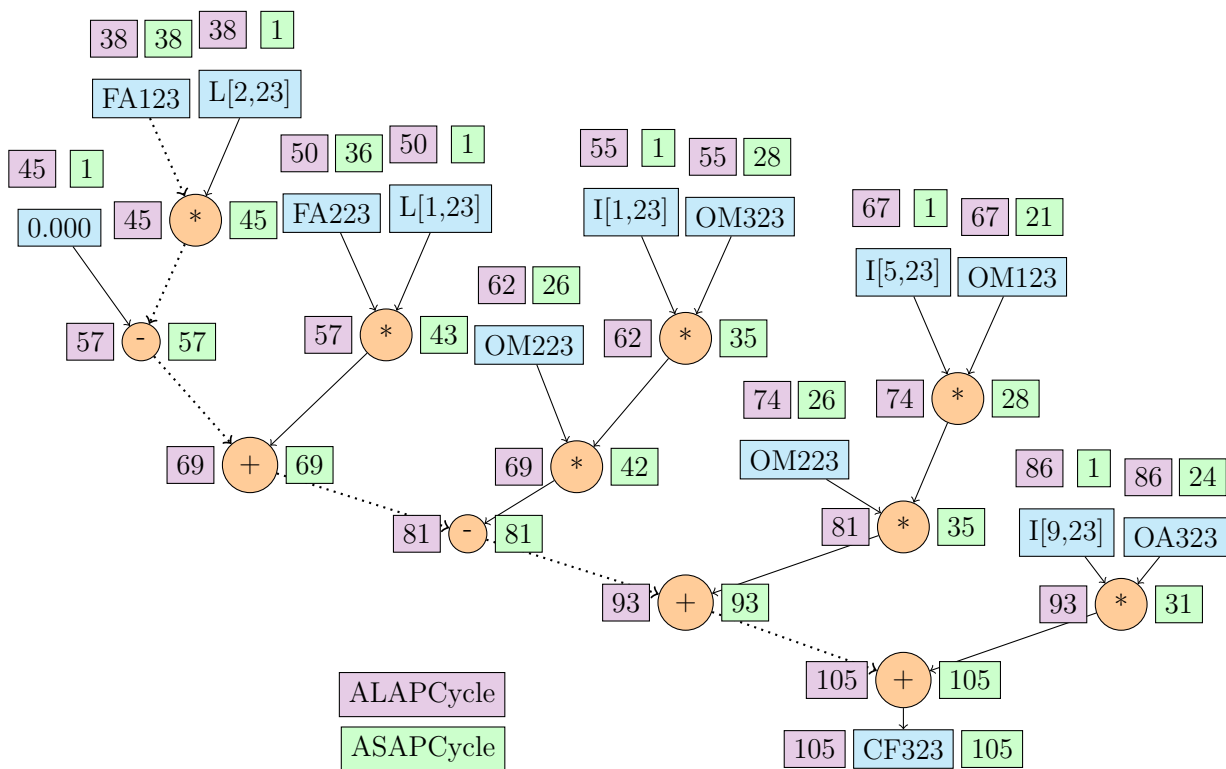 38 38 38 1
FA123 L[2,23]
50 36 50 1
55 1 55 28
45 1
0.000 45 * 45
FA223 L[1,23]
I[1,23] OM323
67 1 67 21
I[5,23] OM123
62 26
57 - 57
57 * 43
OM223
62 * 35
74 26
74 * 28
69 + 69
69 * 42
OM223
86 1 86 24
81 - 81
81 * 35
I[9,23] OA323
93 + 93
93 * 31
ALAPCycle
105 + 105
ASAPCycle
105 CF323 105